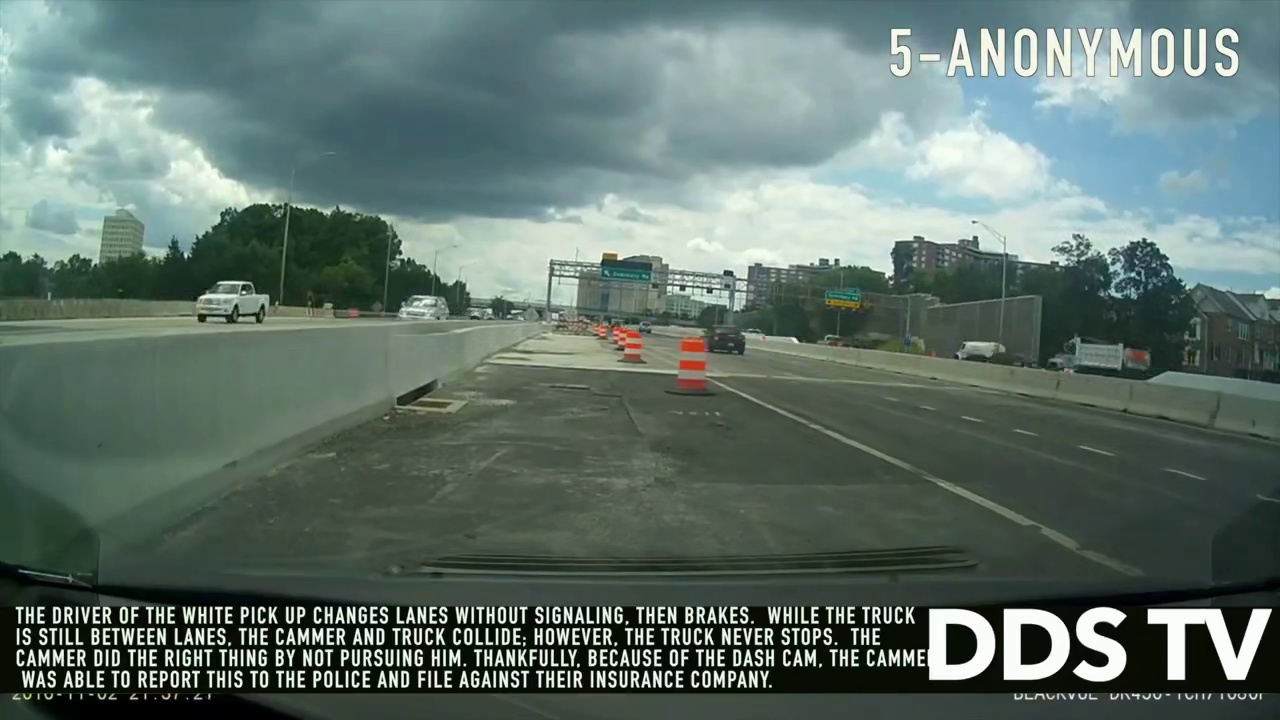 5-ANONYMOUS
THE DRIVER OF THE WHITE PICK UP CHANGES LANES WITHOUT SIGNALING, THEN BRAKES. WHILE THE TRUCK
IS STILL BETWEEN LANES, THE CAMMER AND TRUCK COLLIDE; HOWEVER, THE TRUCK NEVER STOPS. THE
CAMMER DID THE RIGHT THING BY NOT PURSUING HIM. THANKFULLY, BECAUSE OF THE DASH CAM, THE CAMME
WAS ABLE TO REPORT THIS TO THE POLICE AND FILE AGAINST THEIR INSURANCE COMPANY.
DDS TV